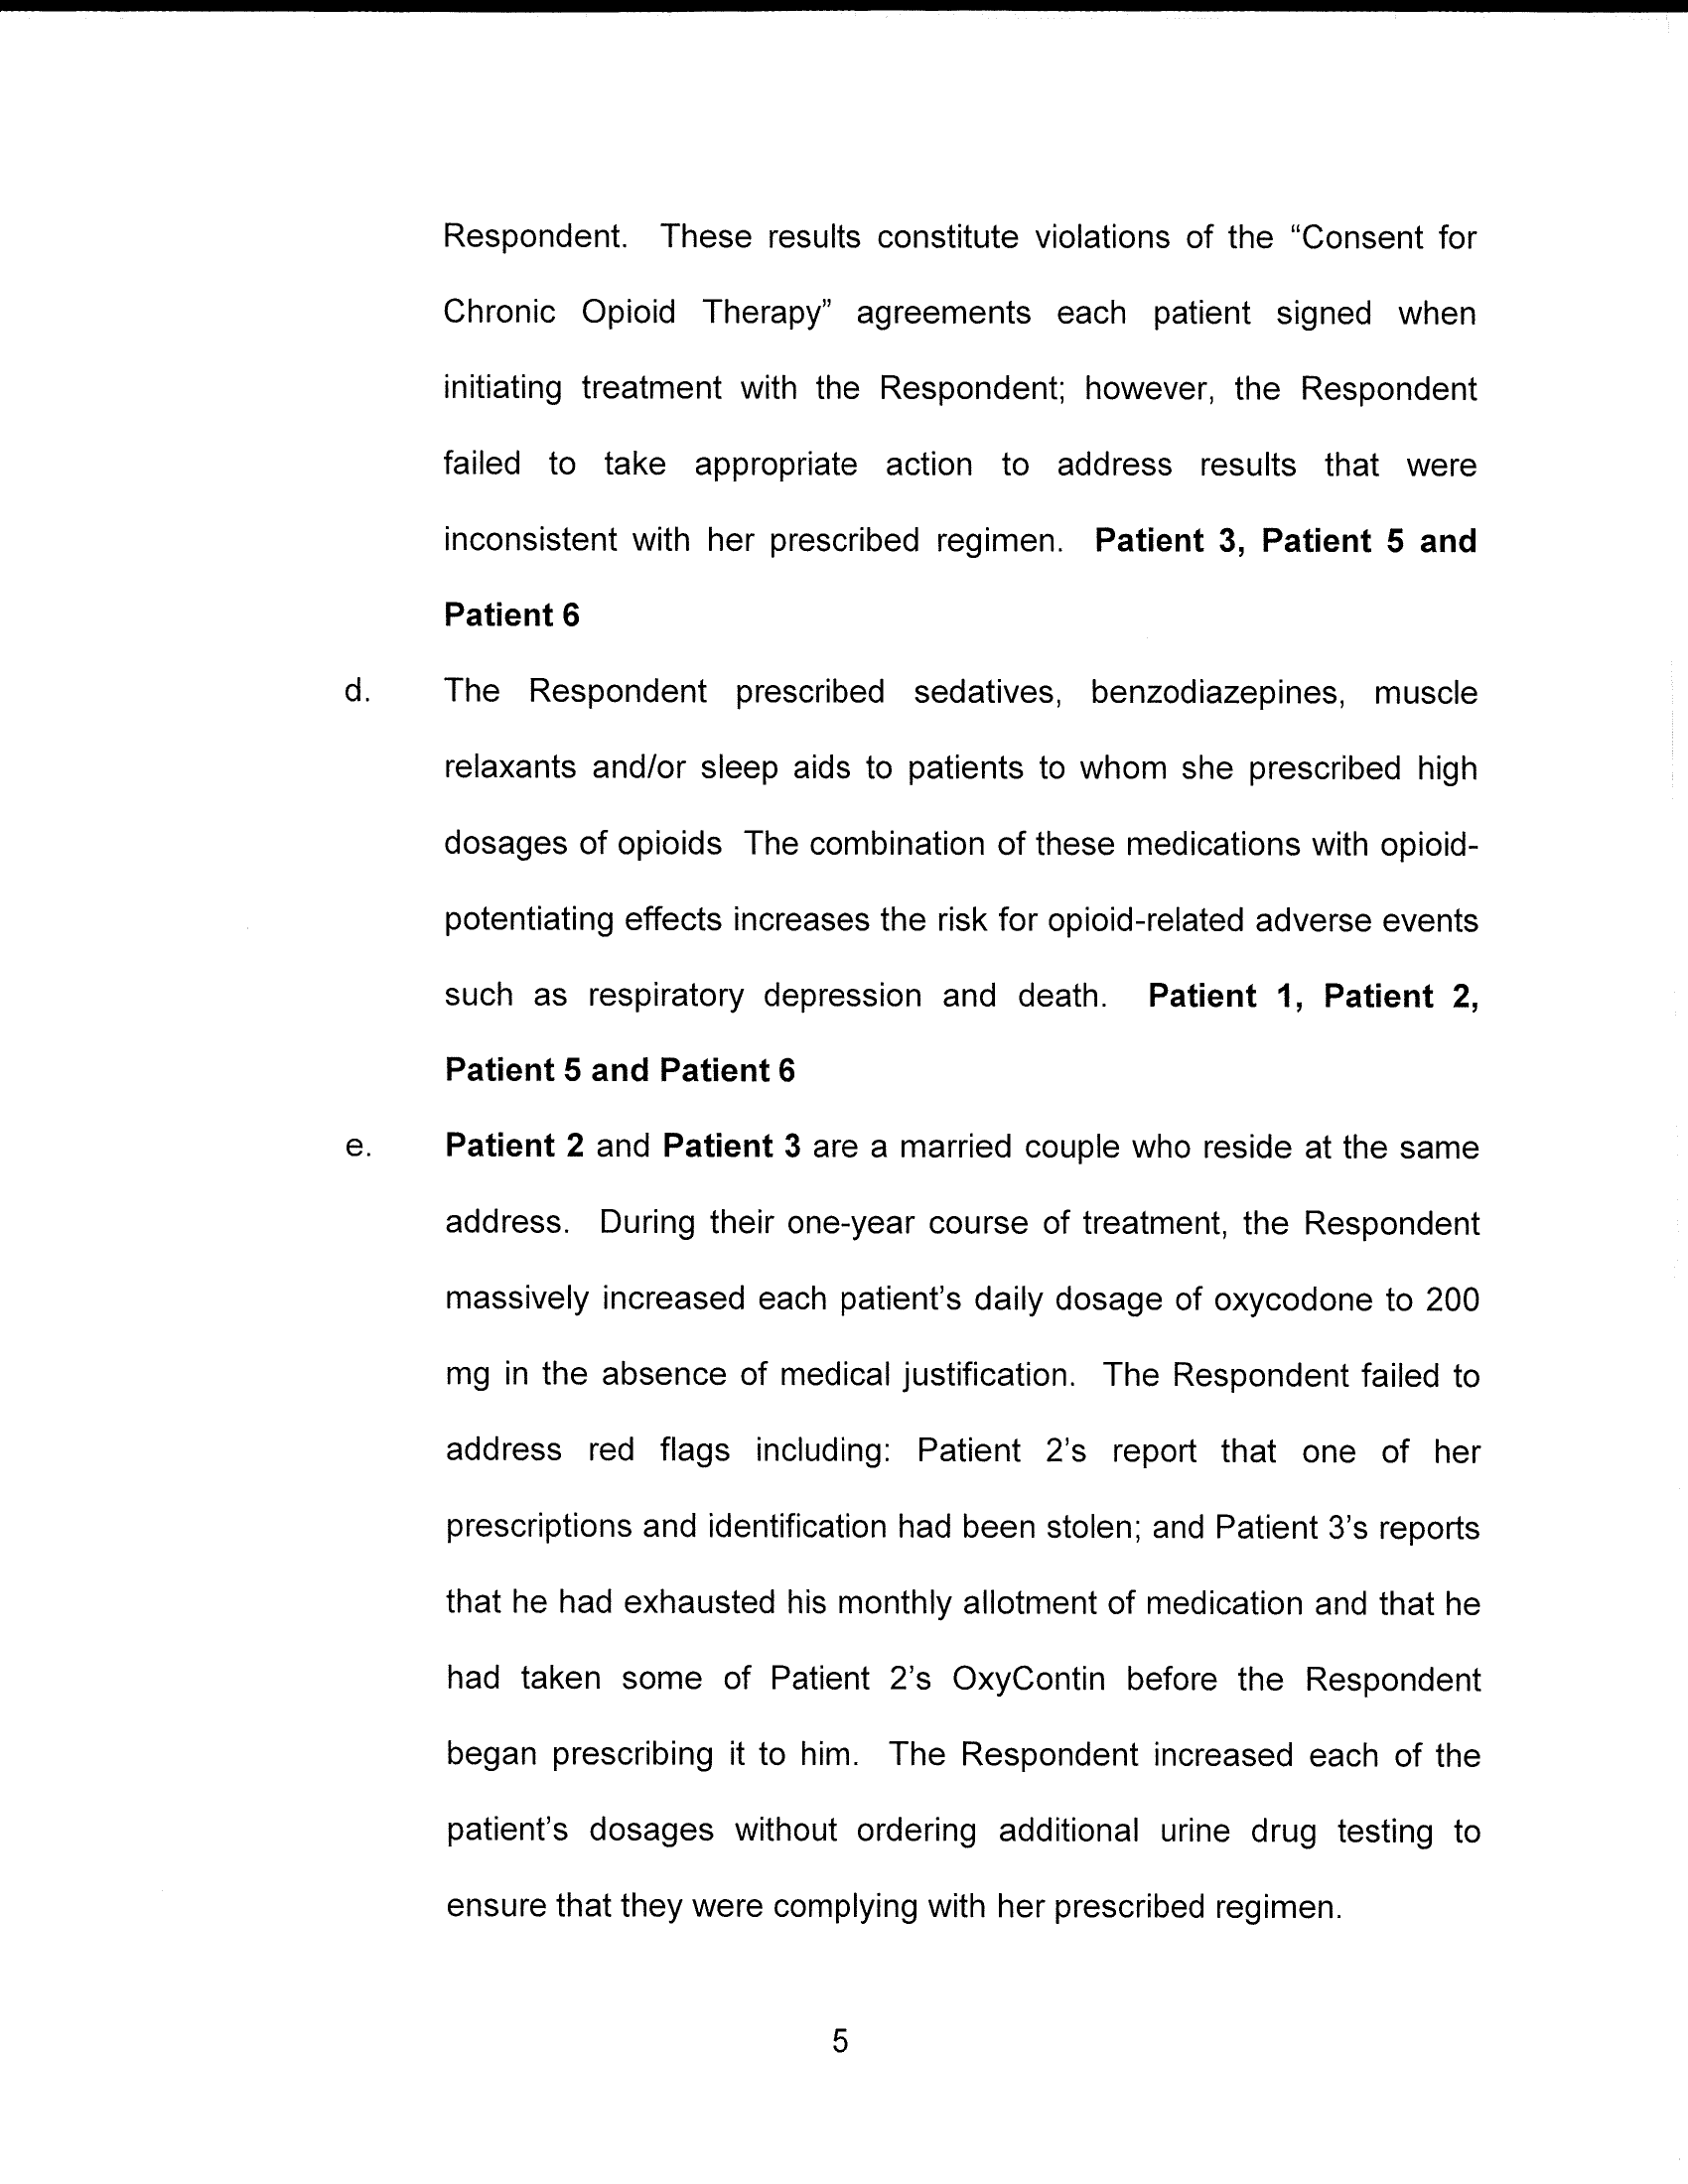 Respondent. These results constitute violations of the “Consent for
Chronic Opioid Therapy” agreements each patient signed when
initiating treatment with the Respondent; however, the Respondent
failed to take appropriate action to address results that were
inconsistent with her prescribed regimen. Patient 3, Patient 5 and
Patient 6
d. The Respondent prescribed sedatives, benzodiazepines, muscle
relaxants and/or sleep aids to patients to whom she prescribed high
dosages of opioids The combination of these medications with opioid-
potentiating effects increases the risk for opioid-related adverse events
such as respiratory depression and death. Patient 1, Patient 2,
Patient 5 and Patient 6
e. Patient 2 and Patient 3 are a married couple who reside at the same
address. During their one-year course of treatment, the Respondent
massively increased each patient’s daily dosage of oxycodone to 200
mg in the absence of medical justification. The Respondent failed to
address red flags including: Patient 2’s report that one of her
prescriptions and identification had been stolen; and Patient 3’s reports
that he had exhausted his monthly allotment of medication and that he
had taken some of Patient 2’s OxyContin before the Respondent
began prescribing it to him. The Respondent increased each of the
patient’s dosages without ordering additional urine drug testing to
ensure that they were complying with her prescribed regimen.
5